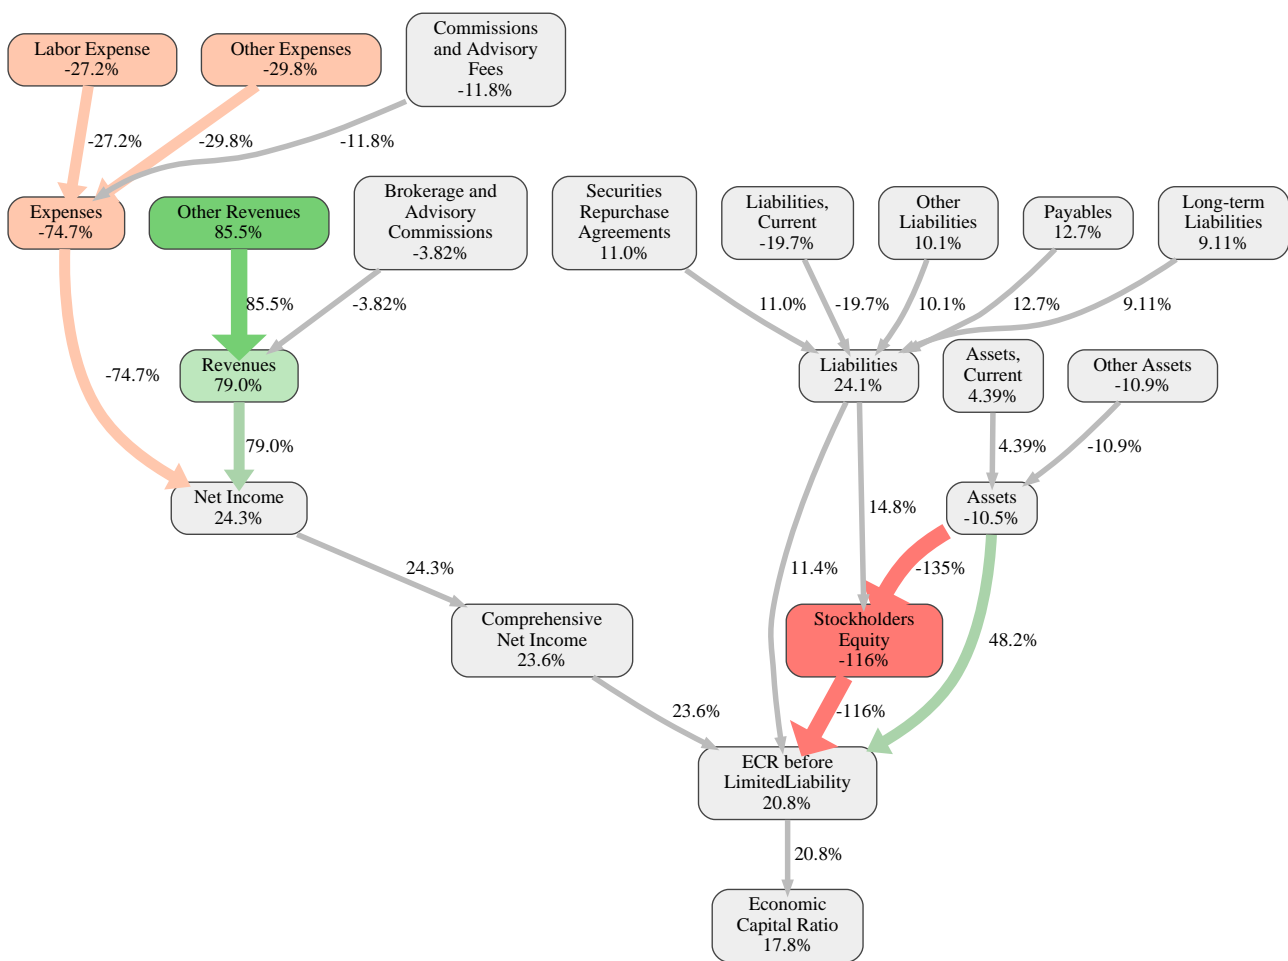 Labor Expense
-27.2%
Other Expenses
-29.8%
Commissions
and Advisory
Fees
-11.8%
-27.2%
-29.8%
-11.8%
Expenses
-74.7%
Other Revenues
85.5%
Brokerage and
Advisory
Commissions
-3.82%
Securities
Repurchase
Agreements
11.0%
Liabilities,
Current
-19.7%
Other
Liabilities
10.1%
Payables
12.7%
Long-term
Liabilities
9.11%
85.5%
-3.82%
11.0%
-19.7%
10.1%
12.7%
9.11%
-74.7%
Revenues
79.0%
Liabilities
24.1%
Assets,
Current
4.39%
Other Assets
-10.9%
79.0%
4.39%
-10.9%
Net Income
24.3%
14.8%
Assets
-10.5%
24.3%
11.4%
-135%
48.2%
Comprehensive
Net Income
23.6%
Stockholders
Equity
-116%
23.6%
-116%
ECR before
LimitedLiability
20.8%
20.8%
Economic
Capital Ratio
17.8%